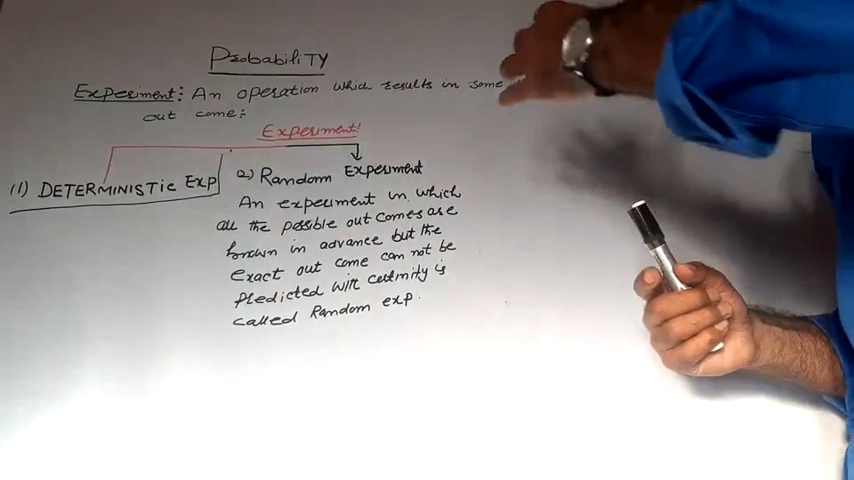 Probability
Experiment: An operation which results in some
out come:
Experiment:
(1) DETERMINISTIC Exp
2) Random Experiment
An experiment in which
all the possible out comes are
known in advance but the
exact out come can not be
predicted with certinity is
called Random exp.